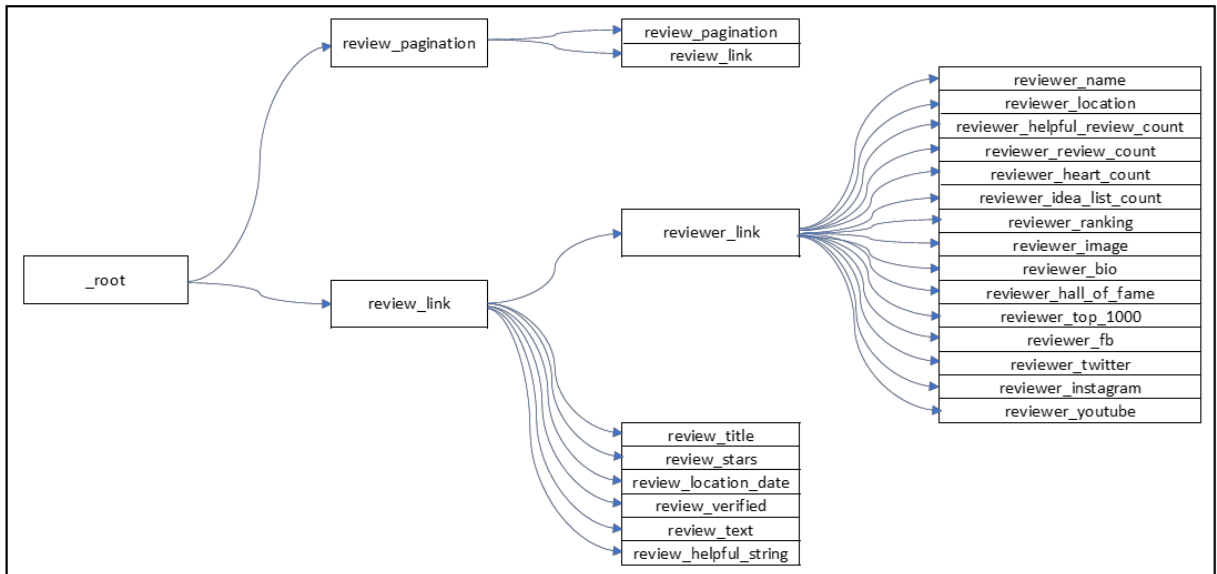 _root
review_pagination
review_link
review_pagination
review_link
reviewer_link
review_title
review_stars
review_location_date
review_verified
review_text
review_helpful_string
reviewer_name
reviewer_location
reviewer_helpful_review_count
reviewer_review_count
reviewer_heart_count
reviewer_idea_list_count
reviewer_ranking
reviewer_image
reviewer_bio
reviewer_hall_of_fame
reviewer_top_1000
reviewer_fb
reviewer_twitter
reviewer_instagram
reviewer_youtube